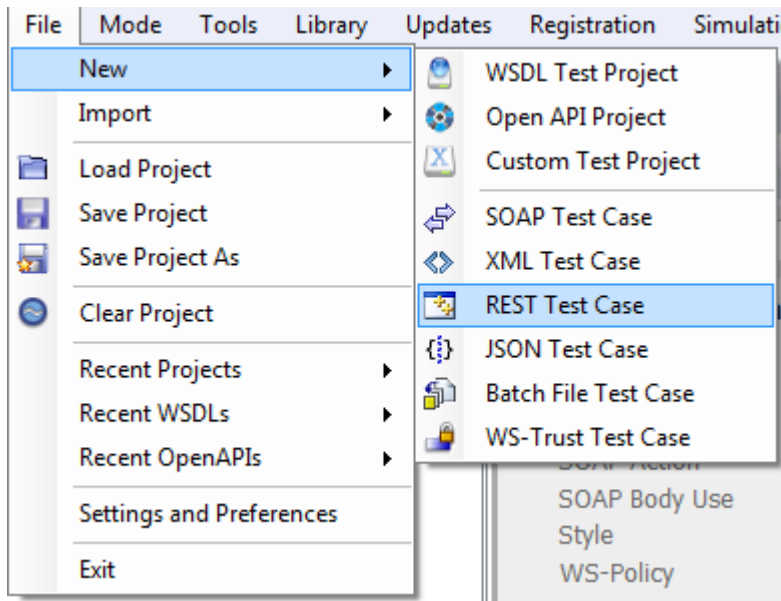 File Mode Tools Library Updates Registration Simulati
New
Import
Load Project
Save Project
Save Project As
Clear Project
Recent Projects
Recent WSDLs
Recent OpenAPIs
Settings and Preferences
Exit
WSDL Test Project
Open API Project
Custom Test Project
SOAP Test Case
XML Test Case
REST Test Case
JSON Test Case
Batch File Test Case
WS-Trust Test Case
SOAP Action
SOAP Body Use
Style
WS-Policy